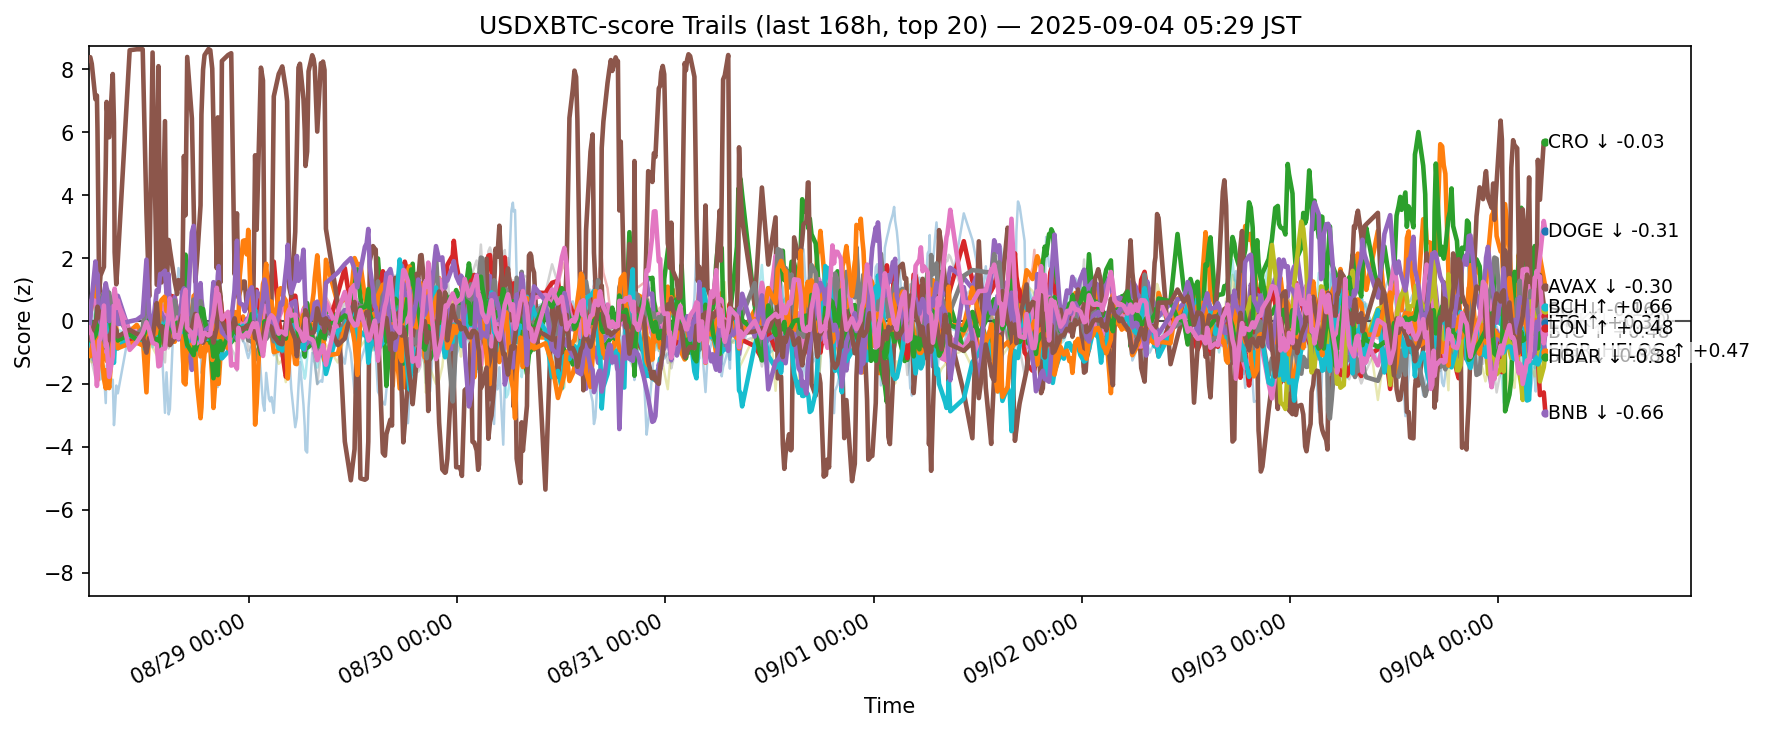 USDXBTC-score Trails (last 168h, top 20) — 2025-09-04 05:29 JST
Score (z)
8
6
4
2
0
−2
−4
−6
−8
CRO ↓ -0.03
DOGE ↓ -0.31
AVAX ↓ -0.30
BCH ↑ +0.66
TON ↑ +0.48
↑ +0.47
HBAR ↓ -0.38
BNB ↓ -0.66
08/29 00:00
08/30 00:00
08/31 00:00
09/01 00:00
09/02 00:00
09/03 00:00
09/04 00:00
Time